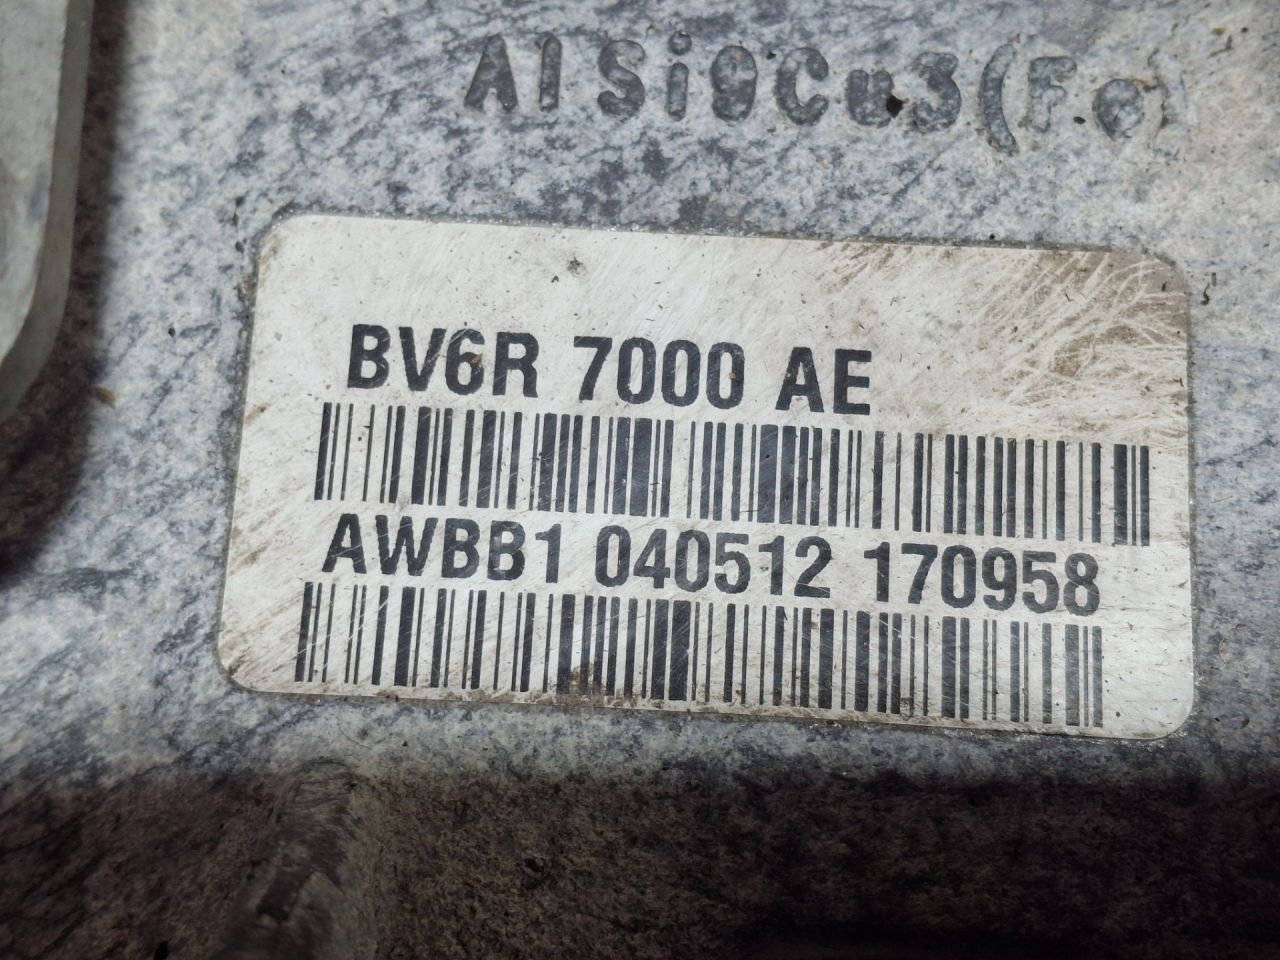 AlSi9Cu3(Fe)
BV6R 7000 AE
AWBB1 040512 170958